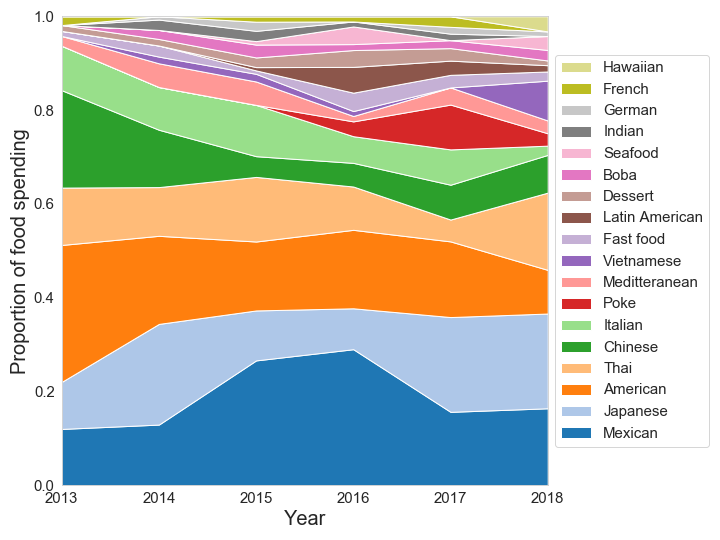 1.0
0.8
0.6
0.4
0.2
0.0
Proportion of food spending
2013 2014 2015 2016 2017 2018
Year
Hawaiian
French
German
Indian
Seafood
Boba
Dessert
Latin American
Fast food
Vietnamese
Meditteranean
Poke
Italian
Chinese
Thai
American
Japanese
Mexican